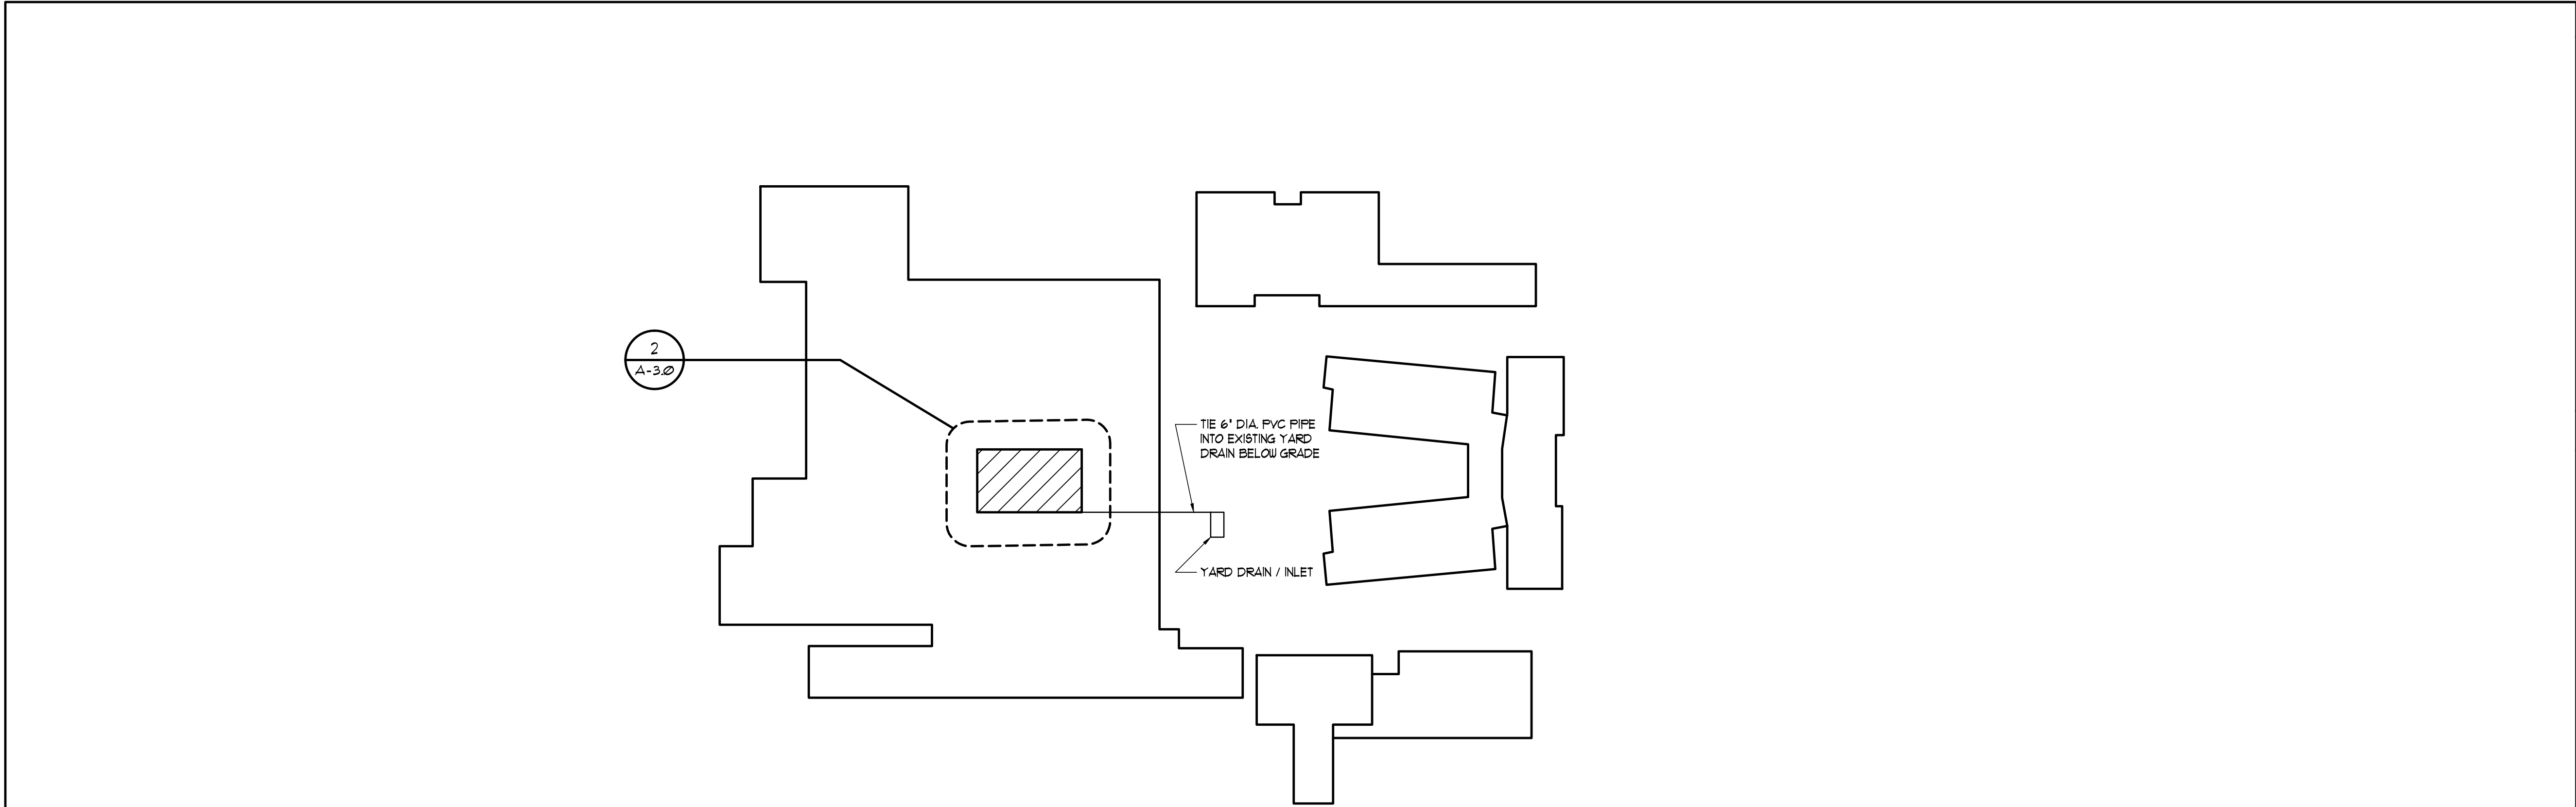 2
A-3.0
TIE 6" DIA. PVC PIPE
INTO EXISTING YARD
DRAIN BELOW GRADE
YARD DRAIN / INLET